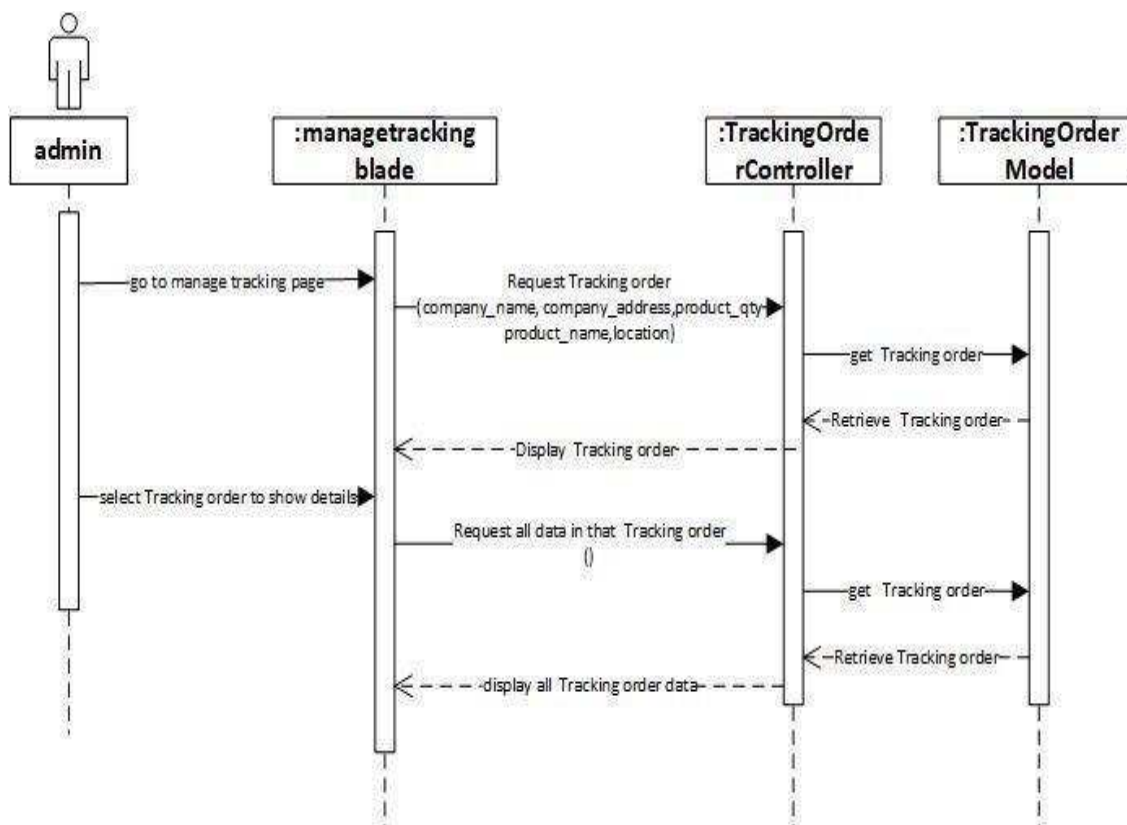 admin
:managetracking
blade
:TrackingOrde
rController
:TrackingOrder
Model
go to manage tracking page
Request Tracking order
(company_name, company_address,product_qty
product_name,location)
get Tracking order
Retrieve Tracking order
Display Tracking order
select Tracking order to show details
Request all data in that Tracking order
()
get Tracking order
Retrieve Tracking order
display all Tracking order data